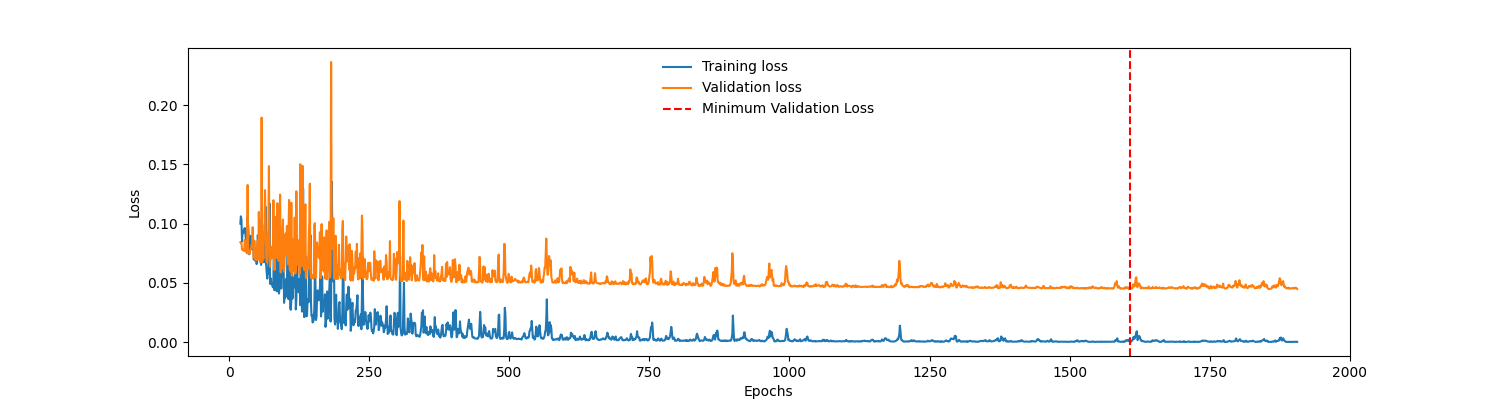 Training loss
Validation loss
Minimum Validation Loss
0.20
0.15
0.10
0.05
0.00
Loss
0 250 500 750 1000 1250 1500 1750 2000
Epochs